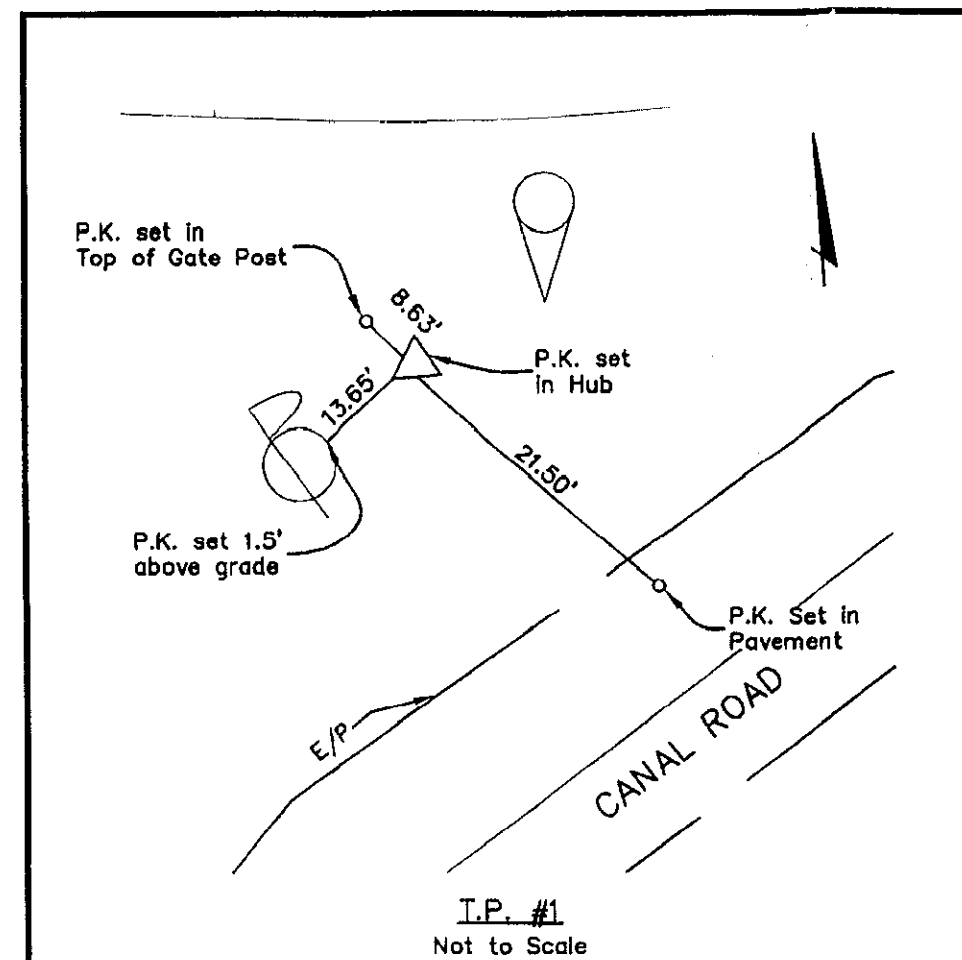 P.K. set in
Top of Gate Post
8.63'
P.K. set
in Hub
13.65'
21.50'
P.K. set 1.5'
above grade
P.K. Set in
Pavement
E/P
CANAL ROAD
T.P. #1
Not to Scale